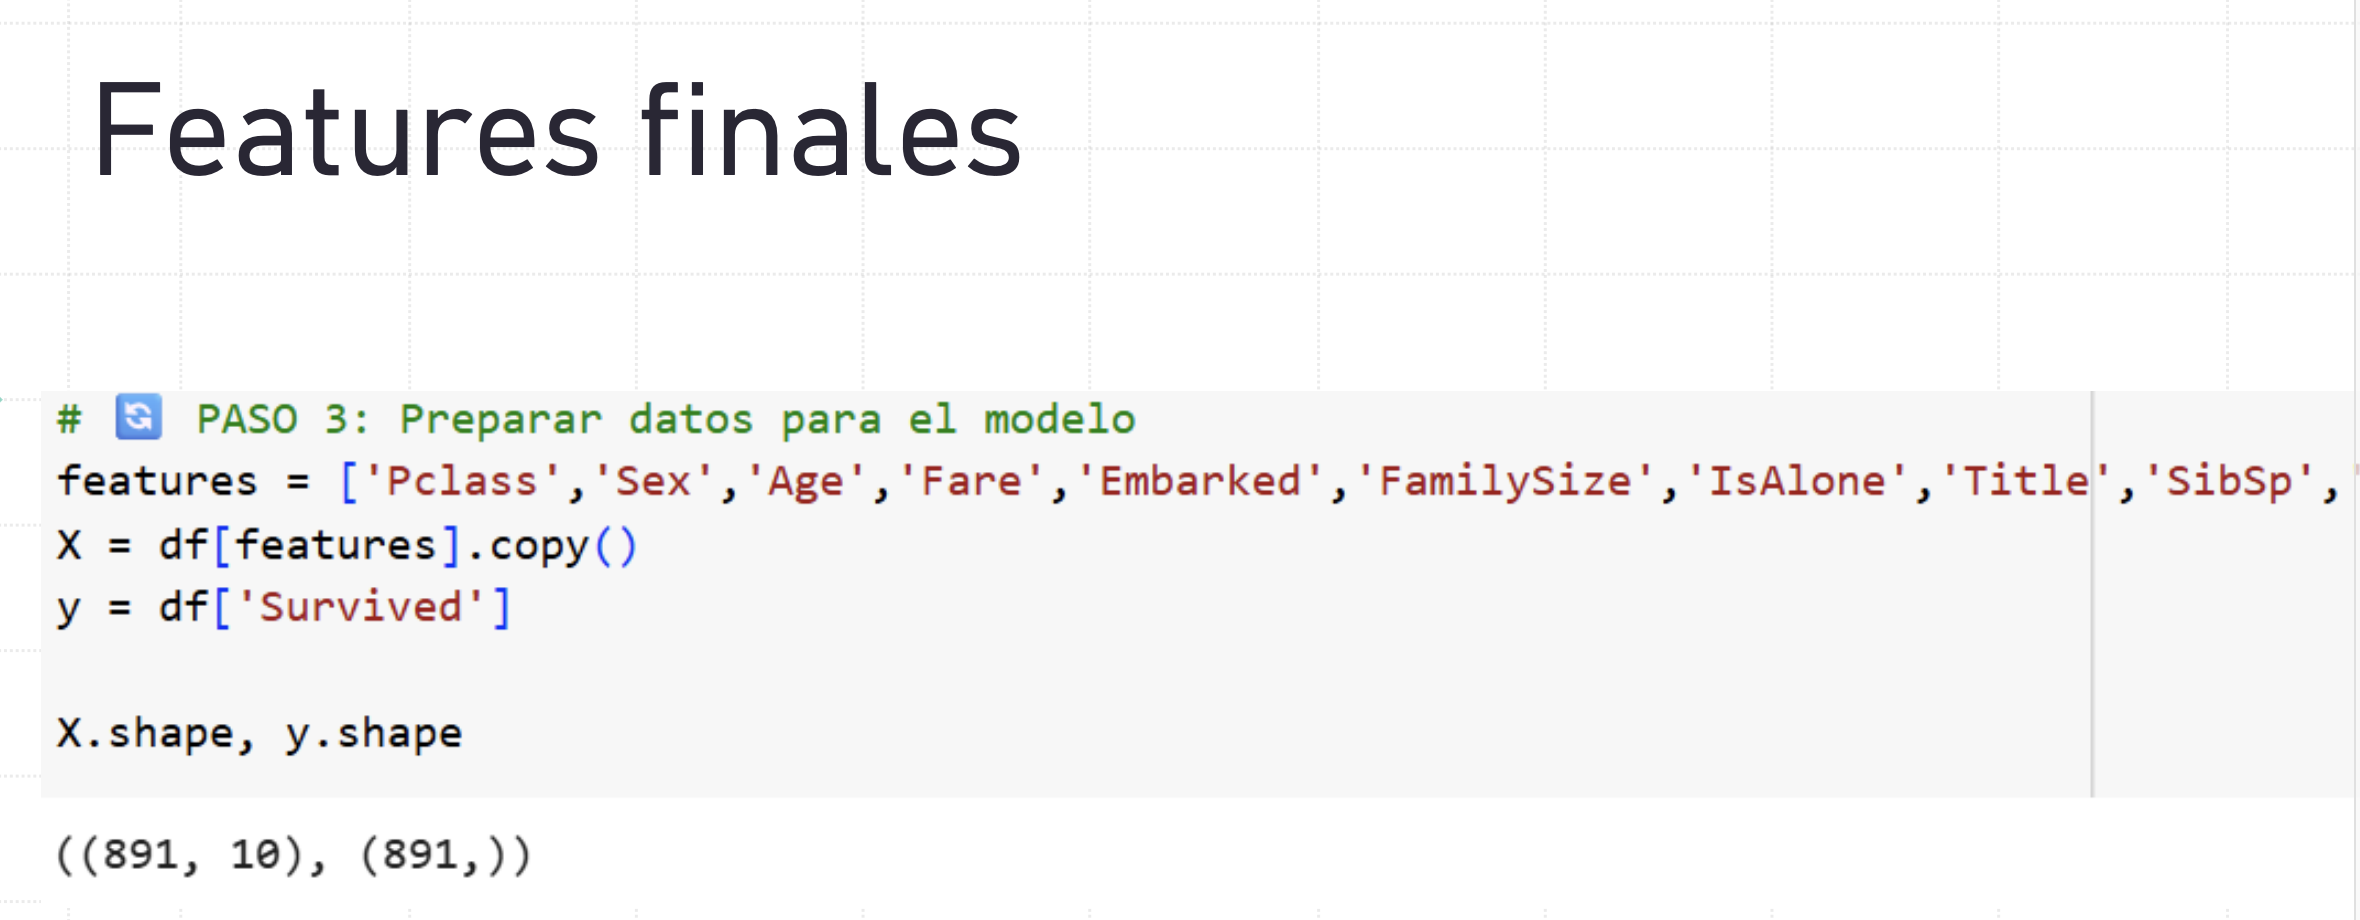 Features finales
# 🔄 PASO 3: Preparar datos para el modelo
features = ['Pclass','Sex','Age','Fare','Embarked','FamilySize','IsAlone','Title','SibSp',
X = df[features].copy()
y = df['Survived']
X.shape, y.shape
((891, 10), (891,))